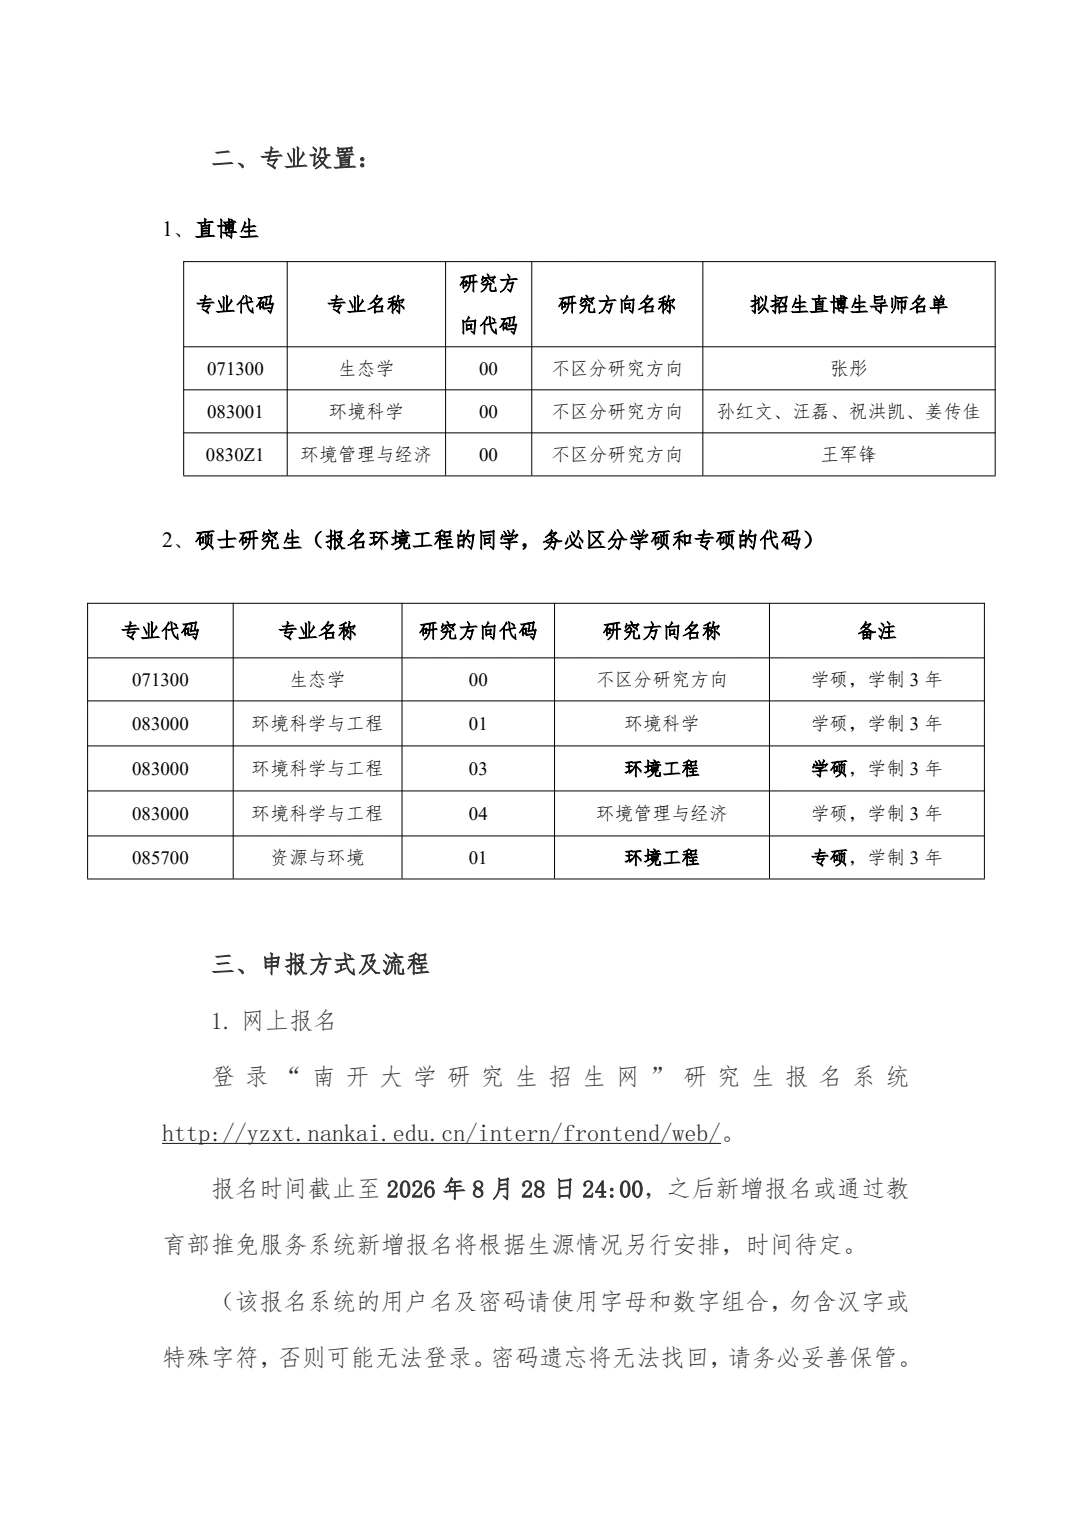 二、专业设置：
1、直博生
专业代码 专业名称 研究方向代码 研究方向名称 拟招生直博生导师名单
071300 生态学 00 不区分研究方向 张彤
083001 环境科学 00 不区分研究方向 孙红文、汪磊、祝洪凯、姜传佳
0830Z1 环境管理与经济 00 不区分研究方向 王军锋
2、硕士研究生（报名环境工程的同学，务必区分学硕和专硕的代码）
专业代码 专业名称 研究方向代码 研究方向名称 备注
071300 生态学 00 不区分研究方向 学硕，学制 3 年
083000 环境科学与工程 01 环境科学 学硕，学制 3 年
083000 环境科学与工程 03 环境工程 学硕，学制 3 年
083000 环境科学与工程 04 环境管理与经济 学硕，学制 3 年
085700 资源与环境 01 环境工程 专硕，学制 3 年
三、申报方式及流程
1. 网上报名
登录“南开大学研究生招生网”研究生报名系统
http://yzxt.nankai.edu.cn/intern/frontend/web/。
报名时间截止至 2026 年 8 月 28 日 24:00，之后新增报名或通过教
育部推免服务系统新增报名将根据生源情况另行安排，时间待定。
（该报名系统的用户名及密码请使用字母和数字组合，勿含汉字或
特殊字符，否则可能无法登录。密码遗忘将无法找回，请务必妥善保管。